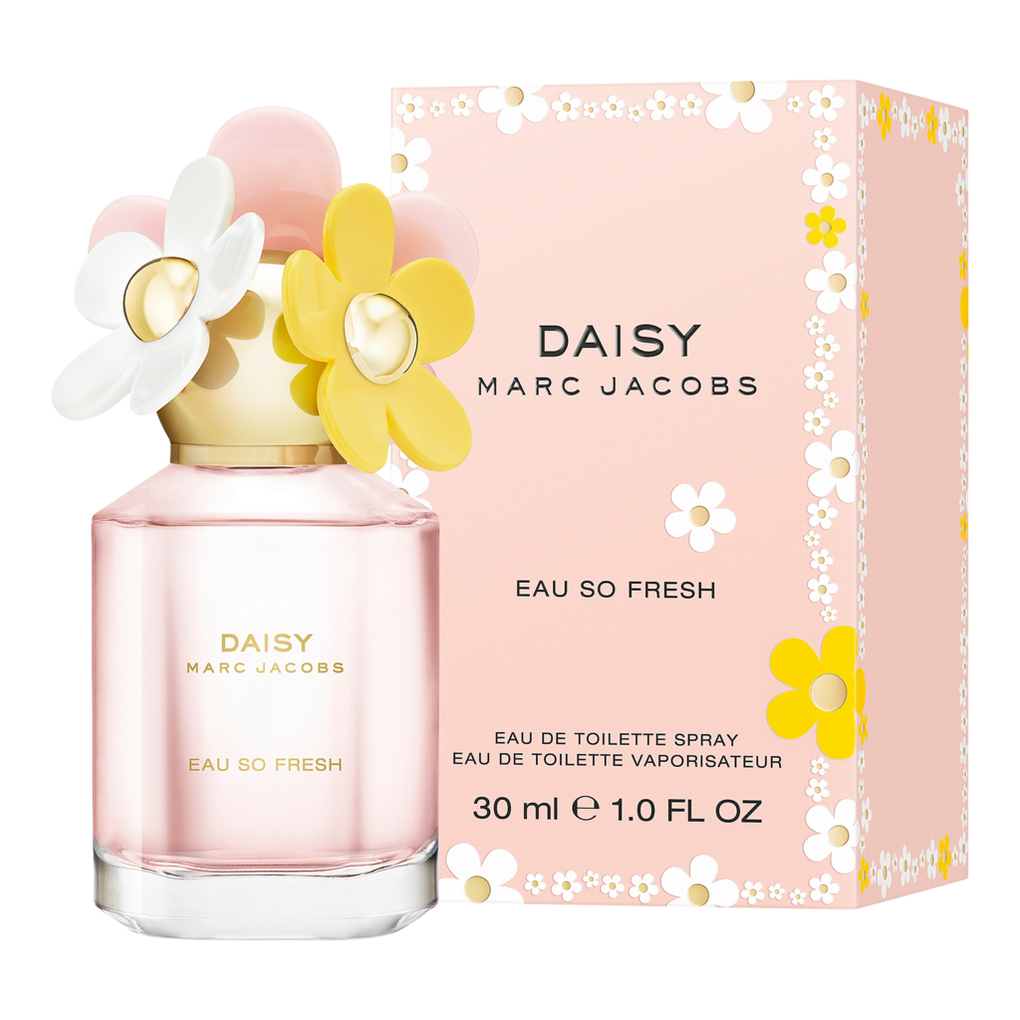 DAISY
MARC JACOBS
EAU SO FRESH
DAISY
MARC JACOBS
EAU SO FRESH
EAU DE TOILETTE SPRAY
EAU DE TOILETTE VAPORISATEUR
30 ml ℮ 1.0 FL OZ